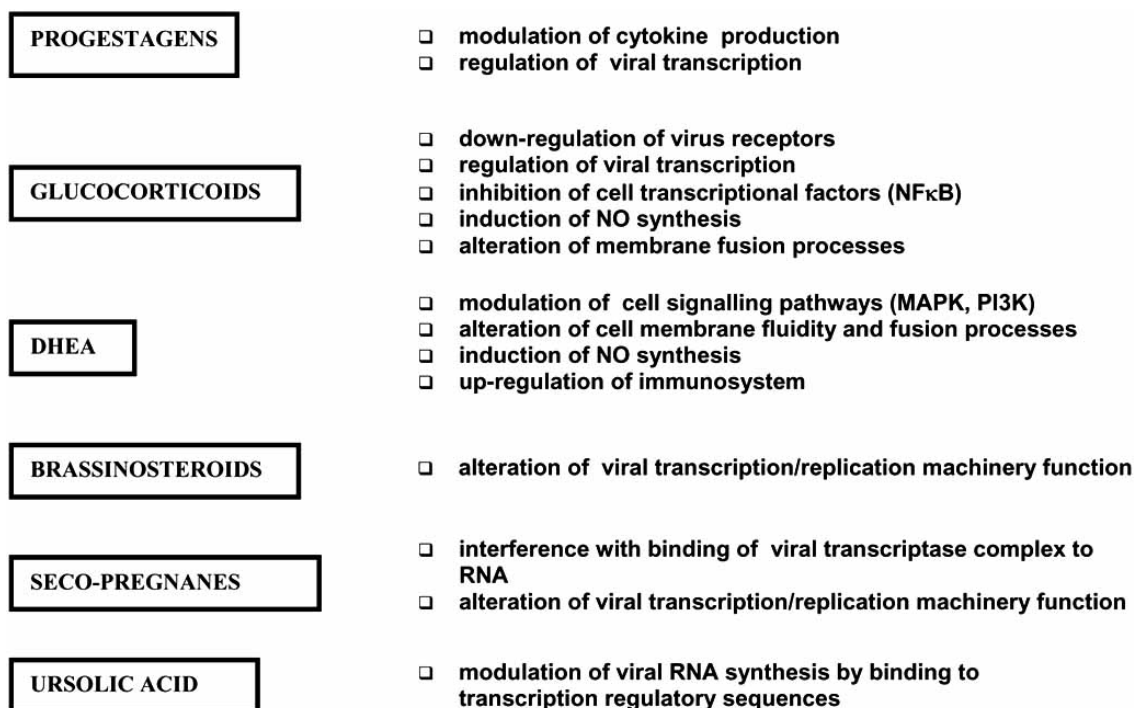 PROGESTAGENS
❑ modulation of cytokine production
❑ regulation of viral transcription
GLUCOCORTICOIDS
❑ down-regulation of virus receptors
❑ regulation of viral transcription
❑ inhibition of cell transcriptional factors (NFκB)
❑ induction of NO synthesis
❑ alteration of membrane fusion processes
DHEA
❑ modulation of cell signalling pathways (MAPK, PI3K)
❑ alteration of cell membrane fluidity and fusion processes
❑ induction of NO synthesis
❑ up-regulation of immunosystem
BRASSINOSTEROIDS
❑ alteration of viral transcription/replication machinery function
SECO-PREGNANES
❑ interference with binding of viral transcriptase complex to
RNA
❑ alteration of viral transcription/replication machinery function
URSOLIC ACID
❑ modulation of viral RNA synthesis by binding to
transcription regulatory sequences